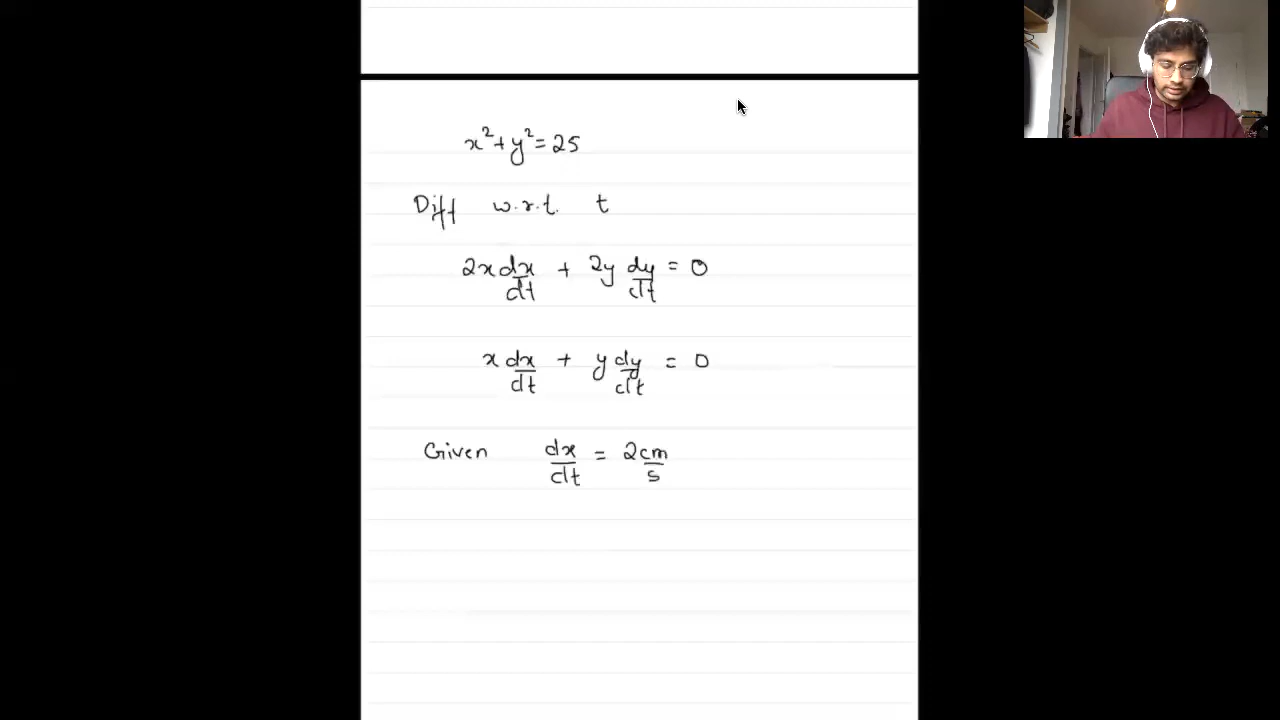 x²+y²=25
Diff w.r.t. t
2x dx/dt + 2y dy/dt = 0
x dx/dt + y dy/dt = 0
Given dx/dt = 2cm/s